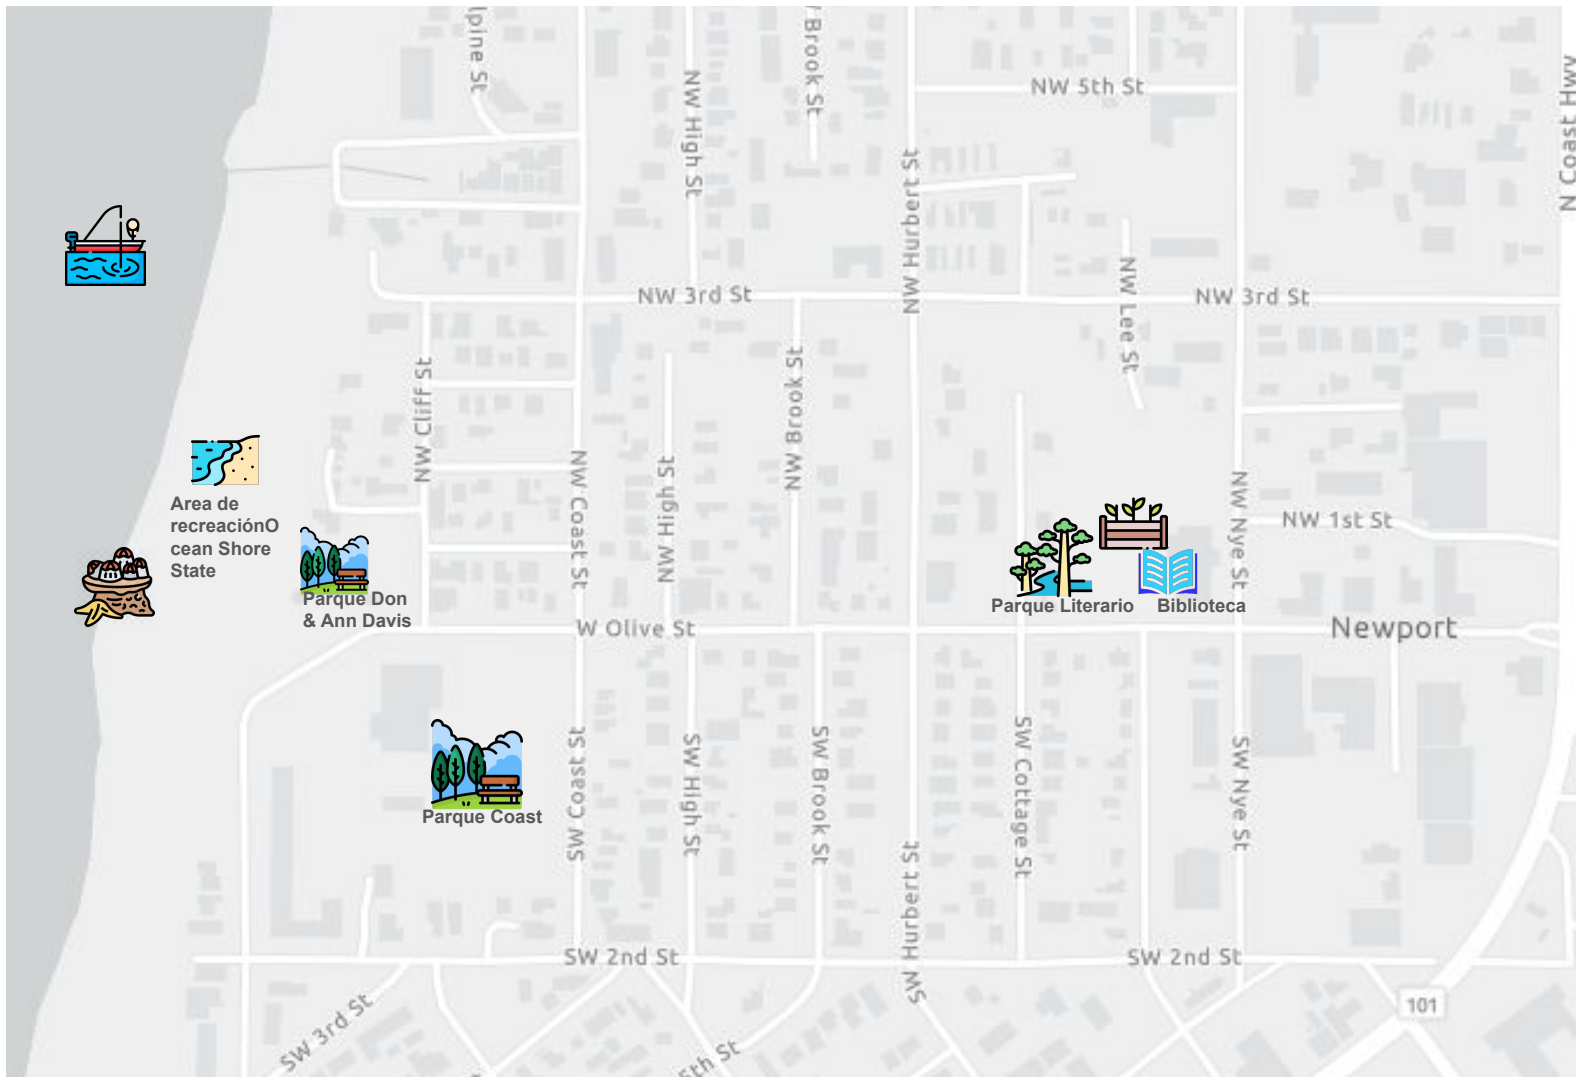 lpine St
NW High St
Brook St
NW 5th St
N Coast Hwy
NW Hurbert St
NW 3rd St
NW 3rd St
NW Lee St
NW Cliff St
NW Brook St
NW Coast St
NW High St
NW Nye St
NW 1st St
Area de
recreaciónO
cean Shore
State
Parque Don
& Ann Davis
Parque Literario
Biblioteca
W Olive St
Newport
Parque Coast
SW Coast St
SW High St
SW Brook St
SW Hurbert St
SW Cottage St
SW Nye St
SW 2nd St
SW 2nd St
SW 3rd St
5th St
101